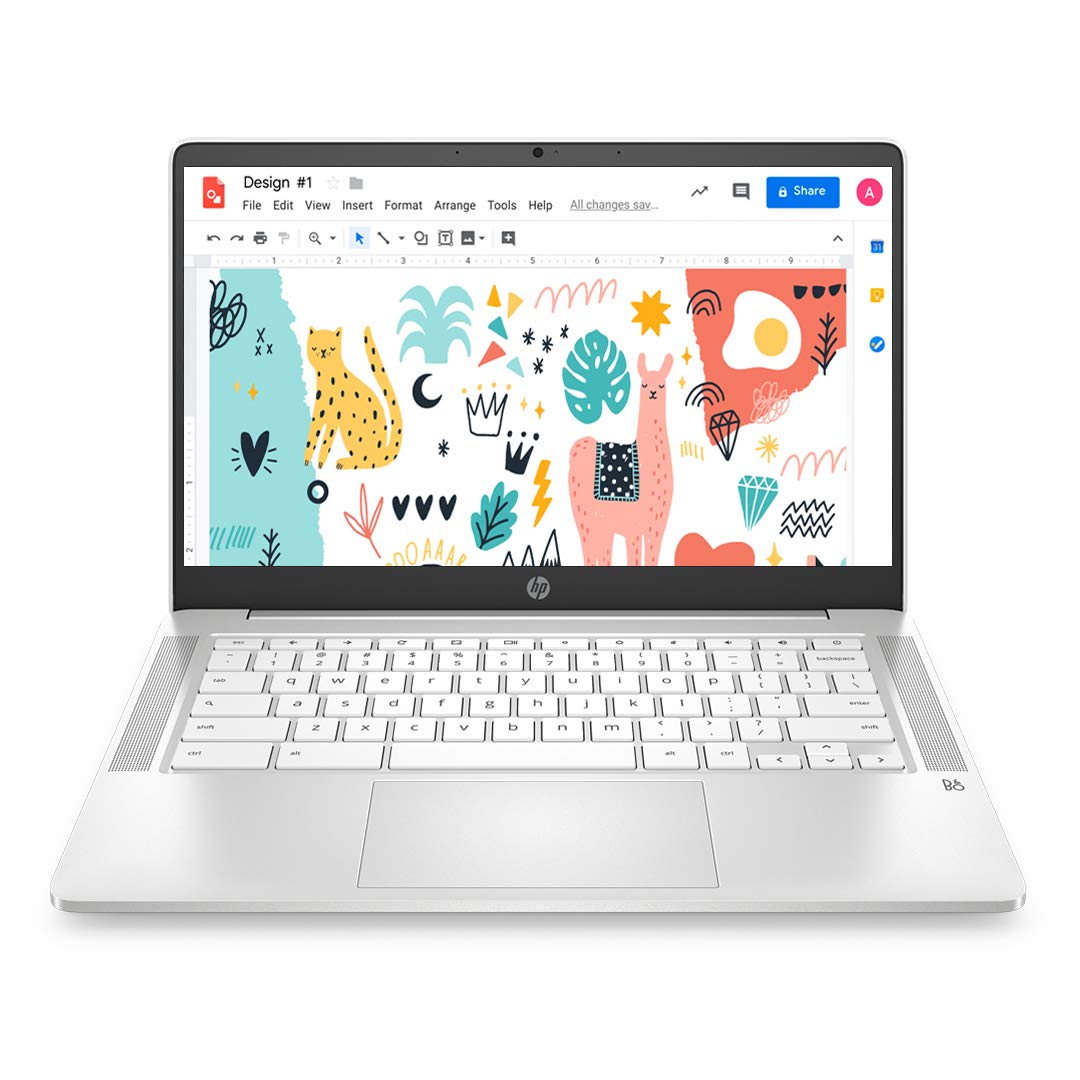 Design #1
File Edit View Insert Format Arrange Tools Help All changes sav...
Share
A
31
1 2 3 4 5 6 7 8 9
1
2
hp
esc
~ ! @ # $ % ^ & * ( ) _ + backspace
` 1 2 3 4 5 6 7 8 9 0 - =
tab q w e r t y u i o p { [ } ] | \
a s d f g h j k l : ; " ' enter
shift z x c v b n m < , > . ? / shift
ctrl alt alt ctrl
B&O